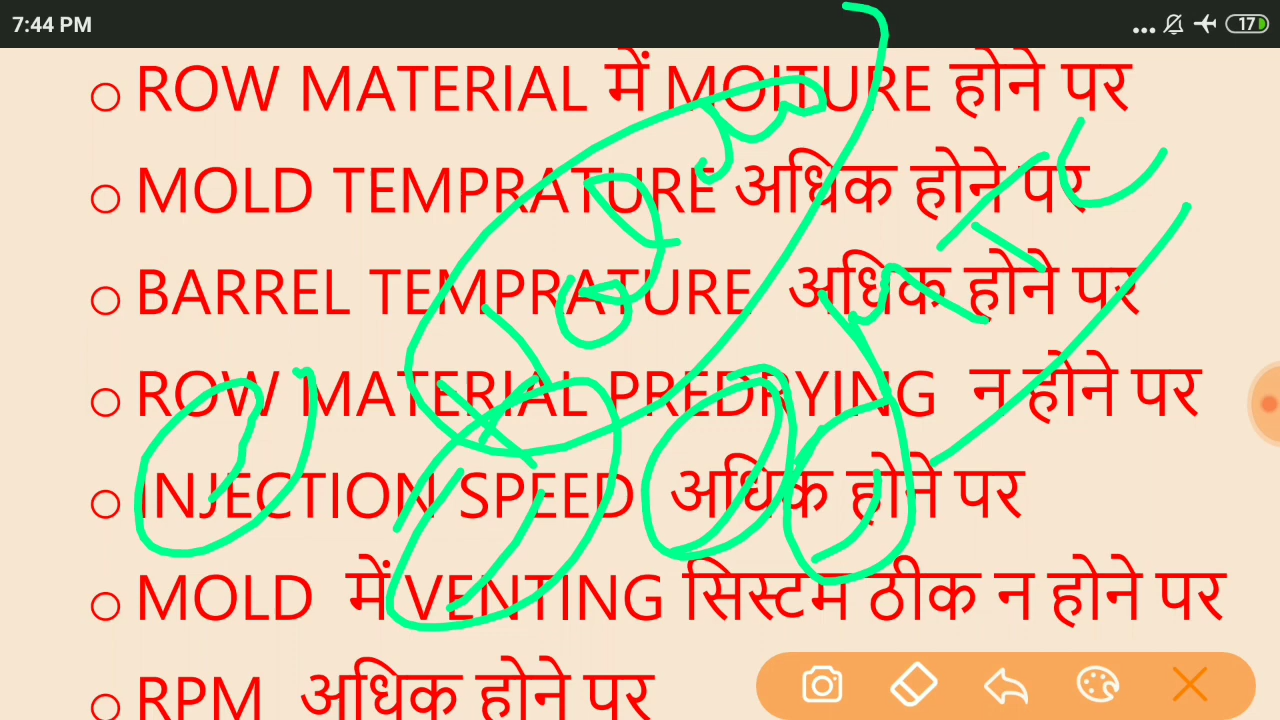 7:44 PM 17
ROW MATERIAL में MOITURE होने पर
MOLD TEMPRATURE अधिक होने पर
BARREL TEMPRATURE अधिक होने पर
ROW MATERIAL PREDRYING न होने पर
INJECTION SPEED अधिक होने पर
MOLD में VENTING सिस्टम ठीक न होने पर
RPM अधिक होने पर